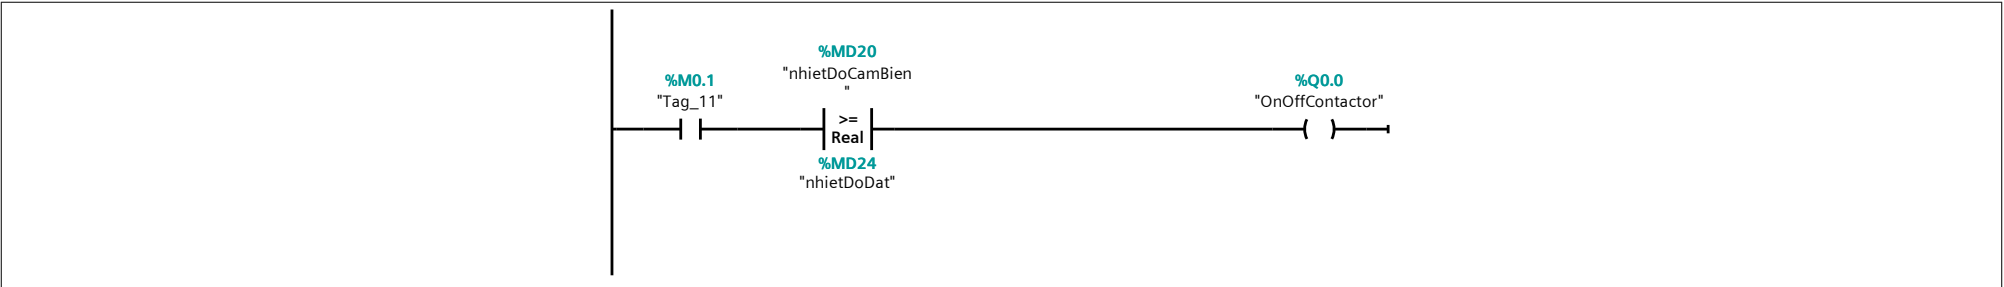 %MD20
"nhietDoCamBien
"
%M0.1
"Tag_11"
>=
Real
%MD24
"nhietDoDat"
%Q0.0
"OnOffContactor"